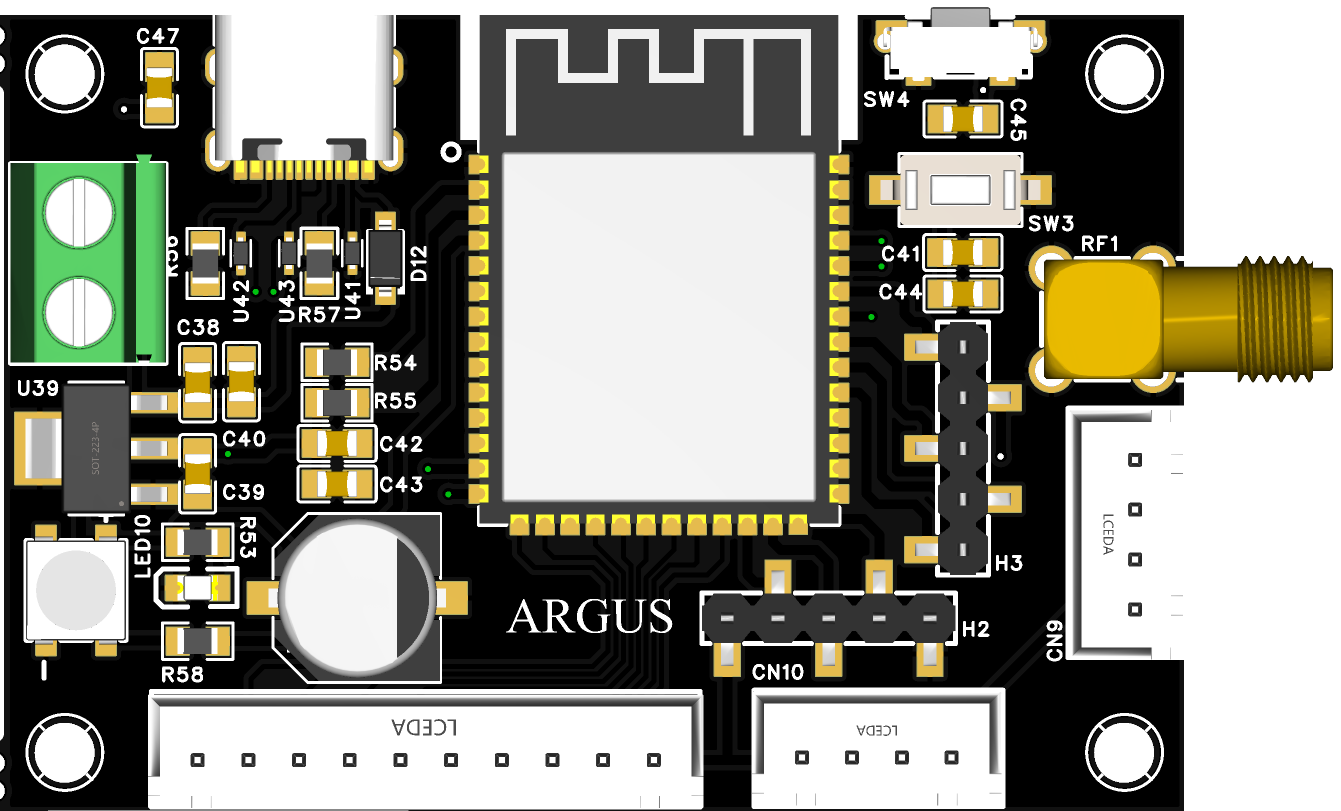 C47
SW4
C45
SW3
RF1
C41
C44
U42
U43
R57
U41
D12
C38
R54
R55
C42
C43
U39
SOT-223-4P
C40
C39
LED10
R53
R58
ARGUS
H3
H2
LCEDA
CN9
CN10
LCEDA
LCEDA